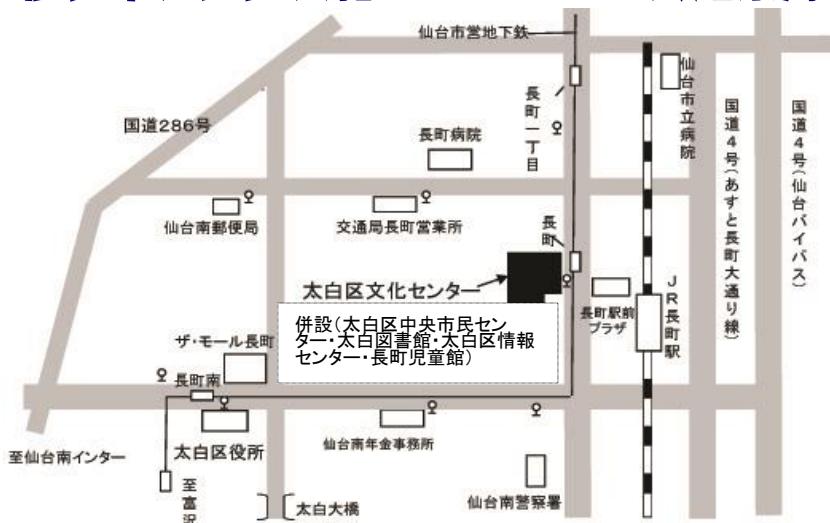 仙台市営地下鉄
仙台市立病院
国道286号
長町一丁目
長町病院
国道4号(あすと長町大通り線)
国道4号(仙台バイパス)
仙台南郵便局
交通局長町営業所
長町
太白区文化センター
長町駅前
プラザ
JR長町駅
併設(太白区中央市民セン
ター・太白図書館・太白区情報
センター・長町児童館)
ザ・モール長町
長町南
太白区役所
仙台南年金事務所
至仙台南インター
仙台南警察署
至富沢
太白大橋